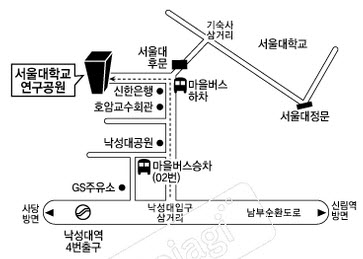 기숙사
삼거리
서울대
후문
서울대학교
서울대학교
연구공원
신한은행
호암교수회관
마을버스
하차
서울대정문
낙성대공원
마을버스승차
(02번)
GS주유소
사당
방면
낙성대입구
삼거리
남부순환도로
신림역
방면
낙성대역
4번출구